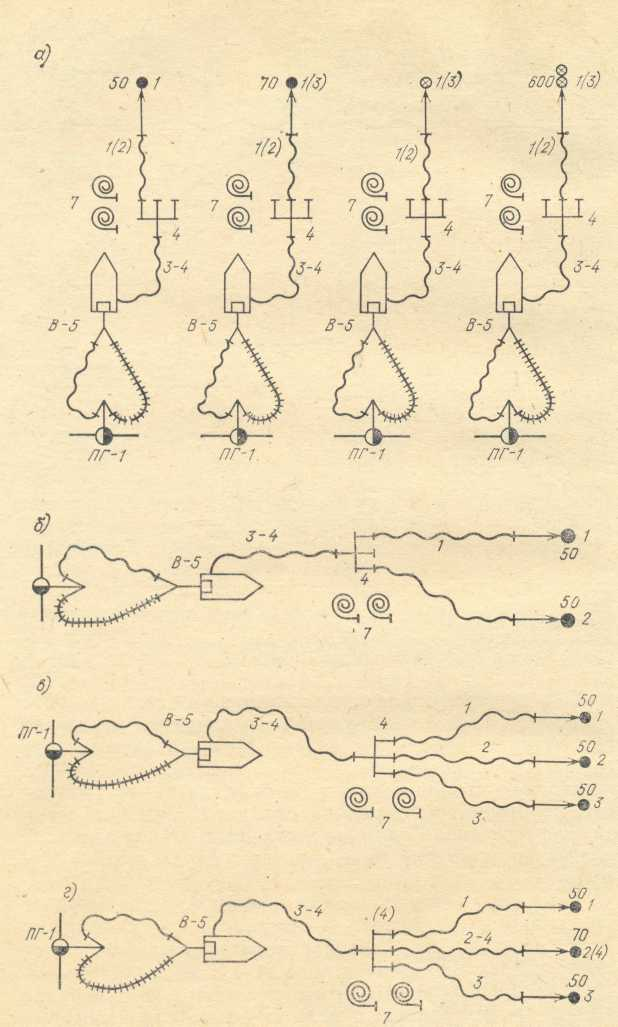 а)
50 1 70 1(3) 1(3) 600 1(3)
1(2) 1(2) 1(2) 1(2)
7 7 7 7
4 4 4 4
3-4 3-4 3-4 3-4
В-5 В-5 В-5 В-5
ПГ-1 ПГ-1 ПГ-1 ПГ-1
б)
В-5 3-4 1 1
50
4
50
7 2
в)
ПГ-1 В-5 3-4 4 1 50 1
2 50 2
50
7 3 3
г)
ПГ-1 В-5 3-4 (4) 1 50 1
2-4 70 2(4)
3 50 3
7